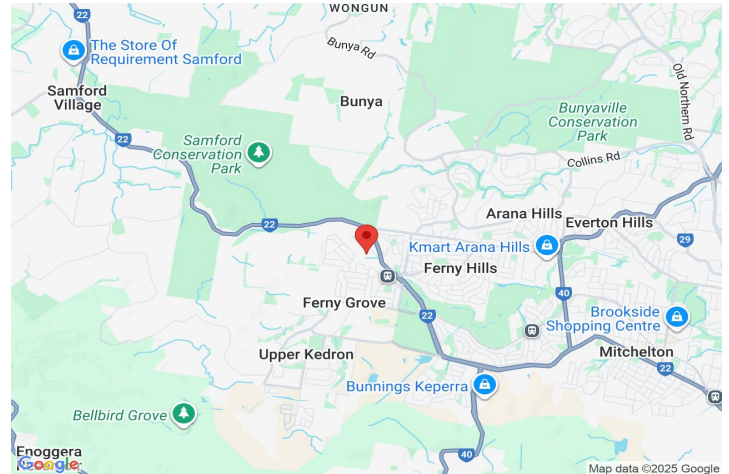 WONGUN
22
The Store Of
Requirement Samford
Bunya Rd
Old Northern Rd
Samford
Village
Bunya
Bunyaville
Conservation
Park
22
Samford
Conservation
Park
Collins Rd
22
Arana Hills
Everton Hills
Kmart Arana Hills
29
Ferny Hills
40
Ferny Grove
22
Brookside
Shopping Centre
Upper Kedron
Mitchelton
22
Bunnings Keperra
Bellbird Grove
40
Enoggera
Google
Map data ©2025 Google